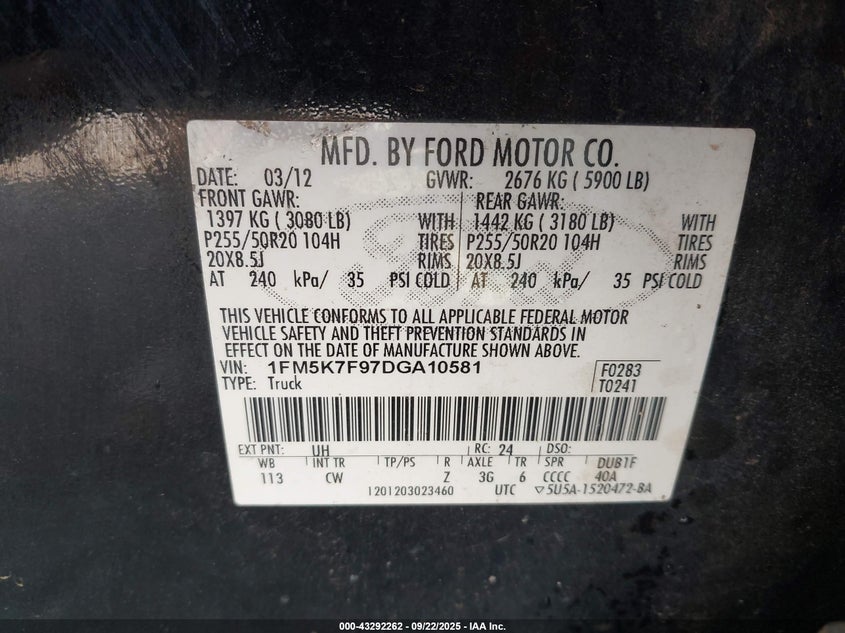 MFD. BY FORD MOTOR CO.
DATE: 03/12 GVWR: 2676 KG ( 5900 LB)
FRONT GAWR: REAR GAWR:
1397 KG ( 3080 LB) WITH 1442 KG ( 3180 LB) WITH
P255/50R20 104H TIRES P255/50R20 104H TIRES
20X8.5J RIMS 20X8.5J RIMS
AT 240 kPa/ 35 PSI COLD AT 240 kPa/ 35 PSI COLD
THIS VEHICLE CONFORMS TO ALL APPLICABLE FEDERAL MOTOR
VEHICLE SAFETY AND THEFT PREVENTION STANDARDS IN
EFFECT ON THE DATE OF MANUFACTURE SHOWN ABOVE.
VIN: 1FM5K7F97DGA10581 F0283
TYPE: Truck T0241
EXT PNT: UH RC: 24 DSO:
WB INT TR TP/PS R AXLE TR SPR DUB1F
113 CW Z 3G 6 CCCC 40A
1201203023460 UTC ▽5U5A-1520472-BA
000-43292262 - 09/22/2025 - IAA Inc.